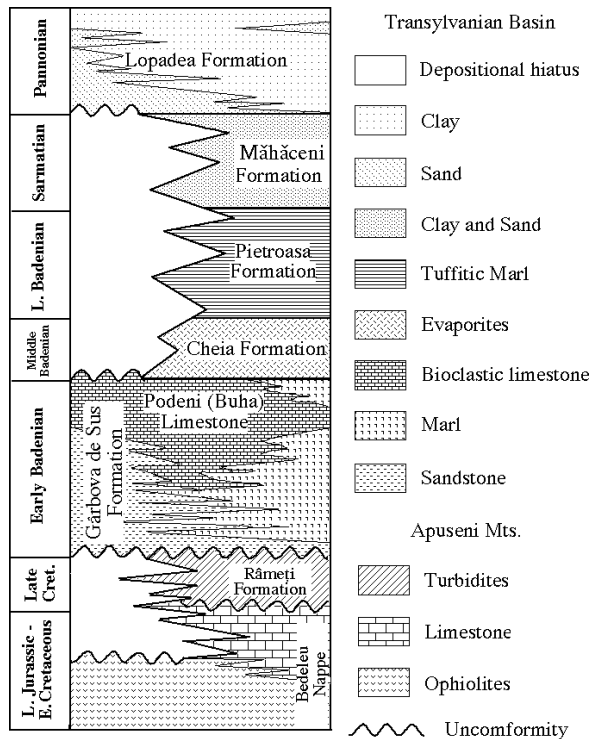 Pannonian
Sarmatian
L. Badenian
Middle
Badenian
Early Badenian
Late
Cret.
L. Jurassic -
E. Cretaceous
Lopadea Formation
Măhăceni
Formation
Pietroasa
Formation
Cheia Formation
Podeni (Buha)
Limestone
Gârbova de Sus
Formation
Râmeți
Formation
Bedeleu
Nappe
Transylvanian Basin
Depositional hiatus
Clay
Sand
Clay and Sand
Tuffitic Marl
Evaporites
Bioclastic limestone
Marl
Sandstone
Apuseni Mts.
Turbidites
Limestone
Ophiolites
Uncomformity